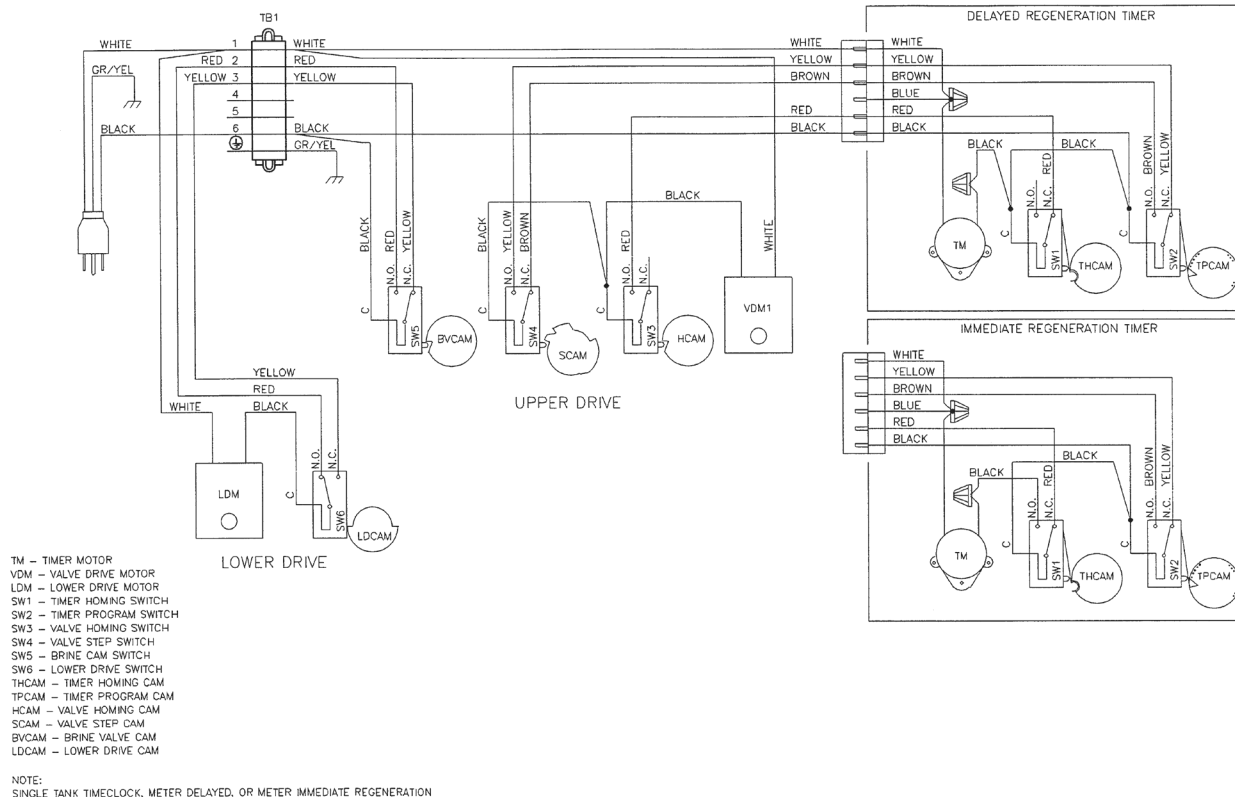 DELAYED REGENERATION TIMER
TB1
WHITE
GR/YEL
BLACK
1
RED 2
YELLOW 3
4
5
6
WHITE
RED
YELLOW
BLACK
GR/YEL
WHITE
YELLOW
BROWN
RED
BLACK
WHITE
YELLOW
BROWN
BLUE
RED
BLACK
BLACK
BLACK
N.O.
N.C. RED
C
SW1
THCAM
TM
N.O. BROWN
N.C. YELLOW
C
SW2
TPCAM
BLACK
N.O. RED
N.C. YELLOW
C
SW5
BVCAM
BLACK
N.O. YELLOW
N.C. BROWN
C
SW4
SCAM
BLACK
N.O. RED
N.C.
C
SW3
HCAM
WHITE
VDM1
UPPER DRIVE
YELLOW
RED
WHITE
BLACK
N.O.
N.C.
C
SW6
LDCAM
LDM
LOWER DRIVE
IMMEDIATE REGENERATION TIMER
WHITE
YELLOW
BROWN
BLUE
RED
BLACK
BLACK
BLACK
N.O.
N.C. RED
C
SW1
THCAM
TM
N.O. BROWN
N.C. YELLOW
C
SW2
TPCAM
TM – TIMER MOTOR
VDM – VALVE DRIVE MOTOR
LDM – LOWER DRIVE MOTOR
SW1 – TIMER HOMING SWITCH
SW2 – TIMER PROGRAM SWITCH
SW3 – VALVE HOMING SWITCH
SW4 – VALVE STEP SWITCH
SW5 – BRINE CAM SWITCH
SW6 – LOWER DRIVE SWITCH
THCAM – TIMER HOMING CAM
TPCAM – TIMER PROGRAM CAM
HCAM – VALVE HOMING CAM
SCAM – VALVE STEP CAM
BVCAM – BRINE VALVE CAM
LDCAM – LOWER DRIVE CAM
NOTE:
SINGLE TANK TIMECLOCK, METER DELAYED, OR METER IMMEDIATE REGENERATION